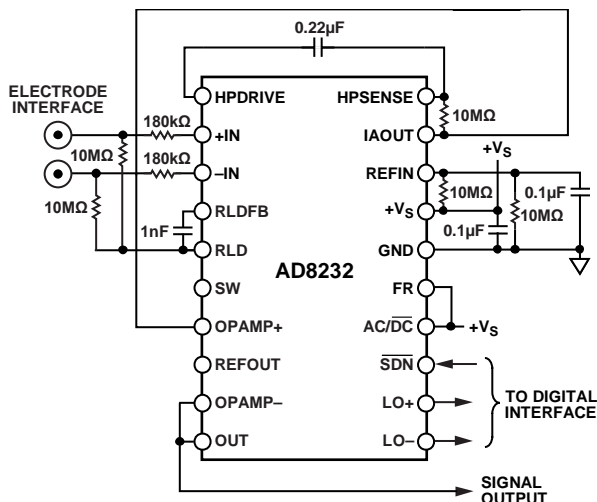 0.22µF
ELECTRODE
INTERFACE
HPDRIVE
HPSENSE
10MΩ
180kΩ
+IN
IAOUT
10MΩ
180kΩ
–IN
REFIN
+VS
10MΩ
10MΩ
0.1µF
10MΩ
RLDFB
+VS
0.1µF
1nF
RLD
GND
AD8232
SW
FR
OPAMP+
AC/DC
+VS
REFOUT
SDN
OPAMP–
LO+
TO DIGITAL
INTERFACE
OUT
LO–
SIGNAL
OUTPUT